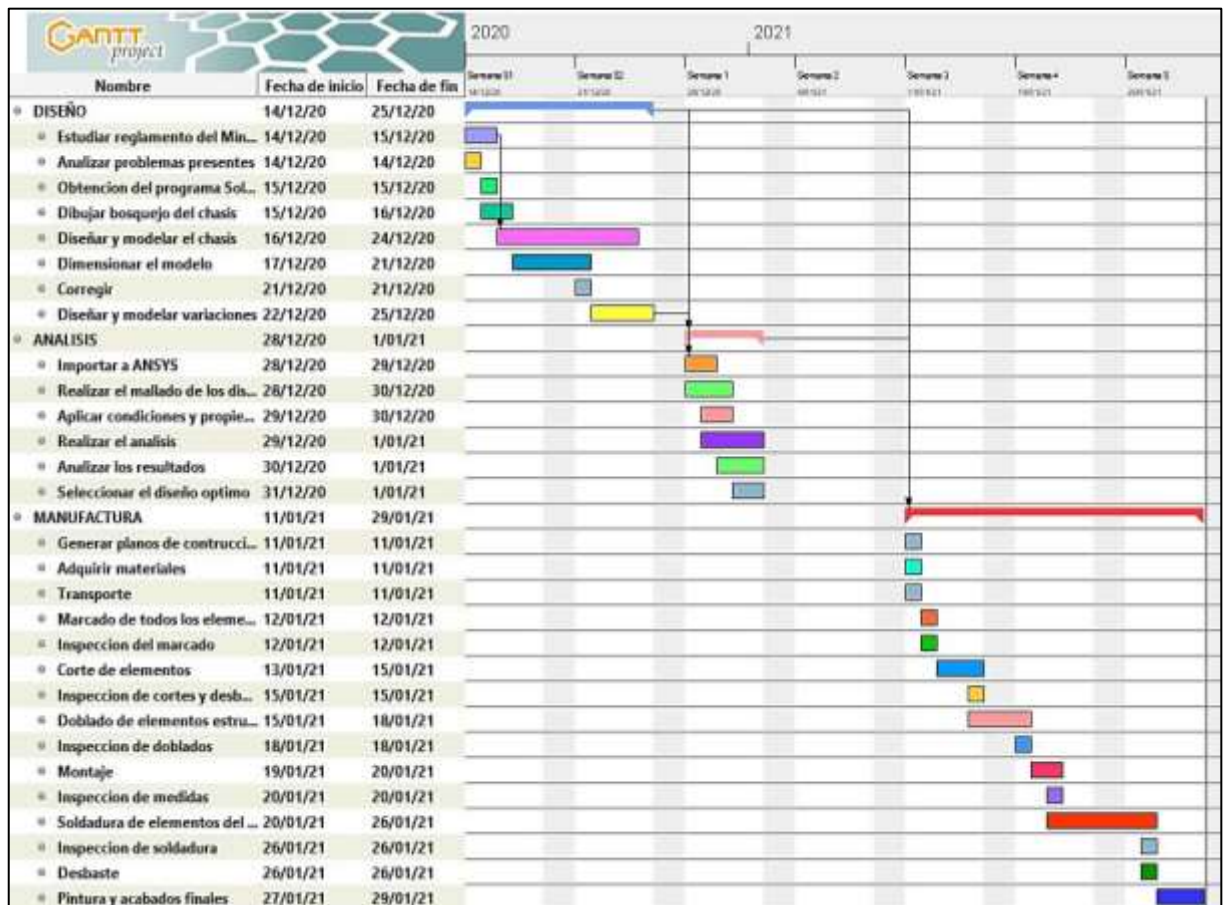 GANTT
project
2020 2021
Nombre Fecha de inicio Fecha de fin Semana 51 Semana 52 Semana 1 Semana 2 Semana 3 Semana 4 Semana 5
DISEÑO 14/12/20 25/12/20
Estudiar reglamento del Min... 14/12/20 15/12/20
Analizar problemas presentes 14/12/20 14/12/20
Obtencion del programa Sol... 15/12/20 15/12/20
Dibujar bosquejo del chasis 15/12/20 16/12/20
Diseñar y modelar el chasis 16/12/20 24/12/20
Dimensionar el modelo 17/12/20 21/12/20
Corregir 21/12/20 21/12/20
Diseñar y modelar variaciones 22/12/20 25/12/20
ANALISIS 28/12/20 1/01/21
Importar a ANSYS 28/12/20 29/12/20
Realizar el mallado de los dis... 28/12/20 30/12/20
Aplicar condiciones y propie... 29/12/20 30/12/20
Realizar el analisis 29/12/20 1/01/21
Analizar los resultados 30/12/20 1/01/21
Seleccionar el diseño optimo 31/12/20 1/01/21
MANUFACTURA 11/01/21 29/01/21
Generar planos de contrucci... 11/01/21 11/01/21
Adquirir materiales 11/01/21 11/01/21
Transporte 11/01/21 11/01/21
Marcado de todos los eleme... 12/01/21 12/01/21
Inspeccion del marcado 12/01/21 12/01/21
Corte de elementos 13/01/21 15/01/21
Inspeccion de cortes y desb... 15/01/21 15/01/21
Doblado de elementos estru... 15/01/21 18/01/21
Inspeccion de doblados 18/01/21 18/01/21
Montaje 19/01/21 20/01/21
Inspeccion de medidas 20/01/21 20/01/21
Soldadura de elementos del ... 20/01/21 26/01/21
Inspeccion de soldadura 26/01/21 26/01/21
Desbaste 26/01/21 26/01/21
Pintura y acabados finales 27/01/21 29/01/21